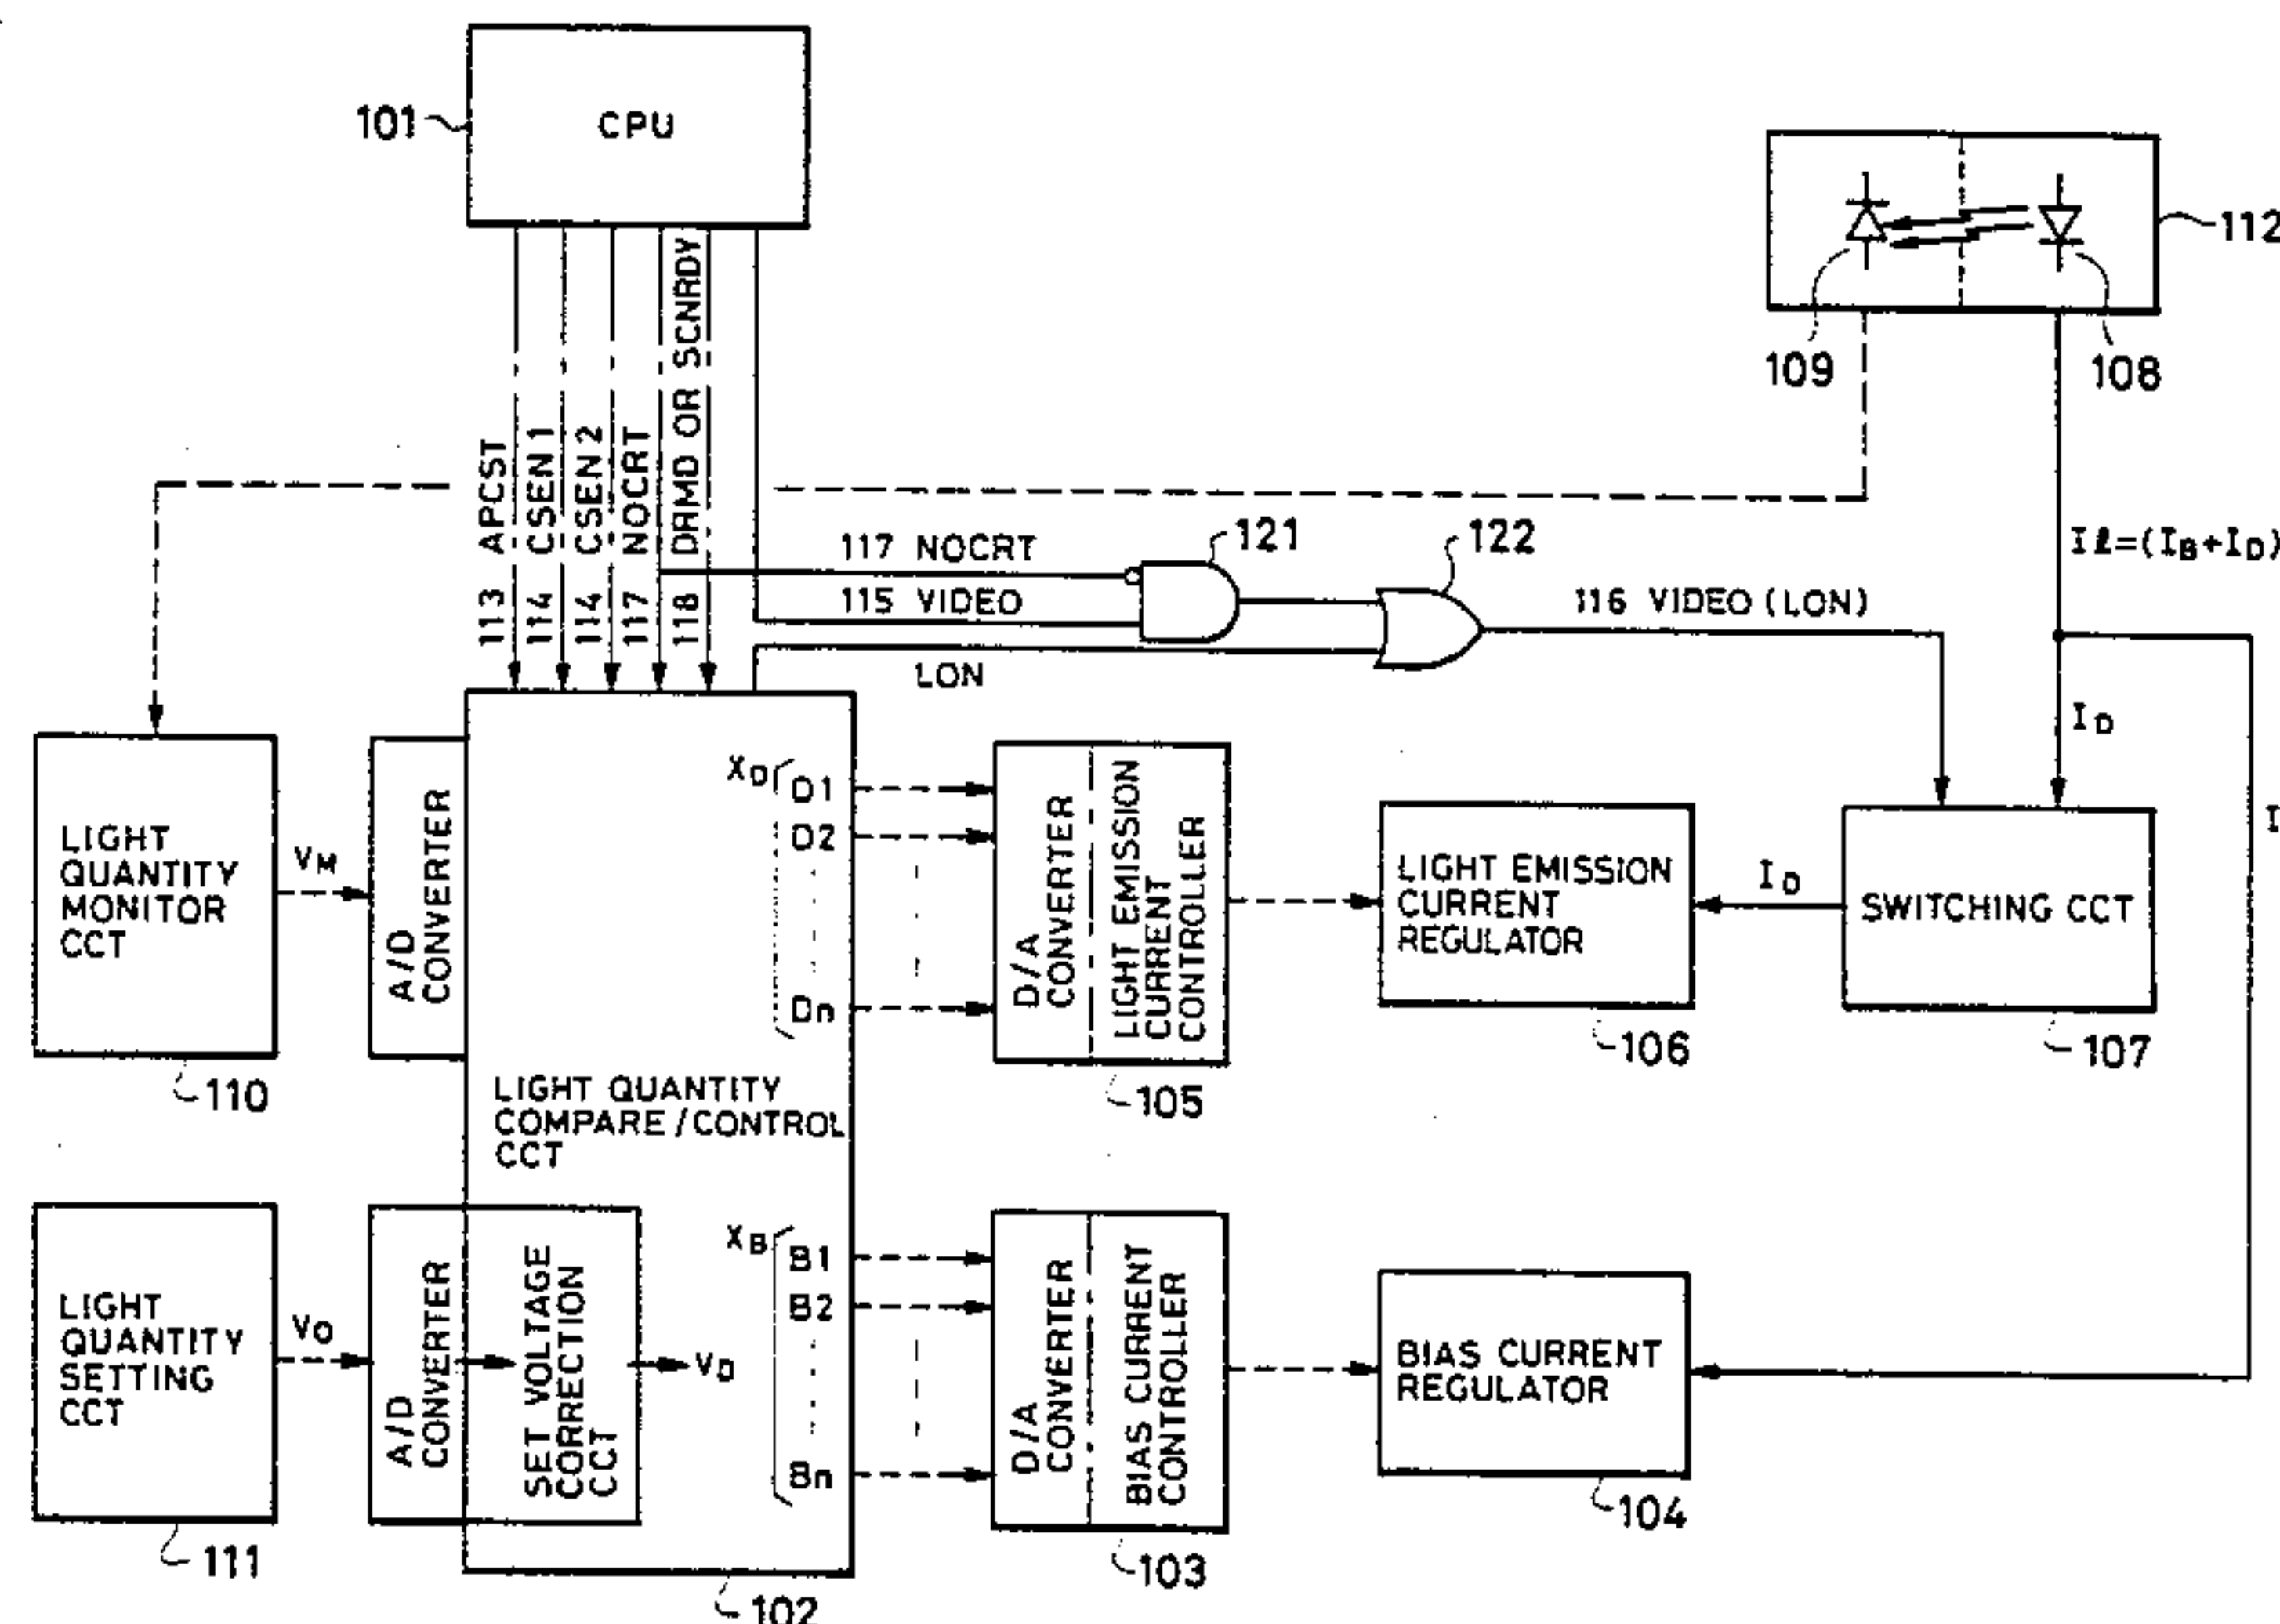 CPU
101
112
109
108
113 APCST
114 CSEN 1
114 CSEN 2
117 NOCRT
118 DRMD OR SCNRDY
117 NOCRT
115 VIDEO
LON
121
122
116 VIDEO (LON)
Iℓ=(IB+ID)
ID
I
LIGHT
QUANTITY
MONITOR
CCT
110
VM
A/D
CONVERTER
XD
D1
D2
Dn
D/A
CONVERTER
LIGHT EMISSION
CURRENT
CONTROLLER
105
LIGHT EMISSION
CURRENT
REGULATOR
106
ID
SWITCHING CCT
107
LIGHT QUANTITY
COMPARE/CONTROL
CCT
LIGHT
QUANTITY
SETTING
CCT
111
VO
A/D
CONVERTER
SET VOLTAGE
CORRECTION
CCT
VD
XB
B1
B2
Bn
D/A
CONVERTER
BIAS CURRENT
CONTROLLER
103
BIAS CURRENT
REGULATOR
104
102